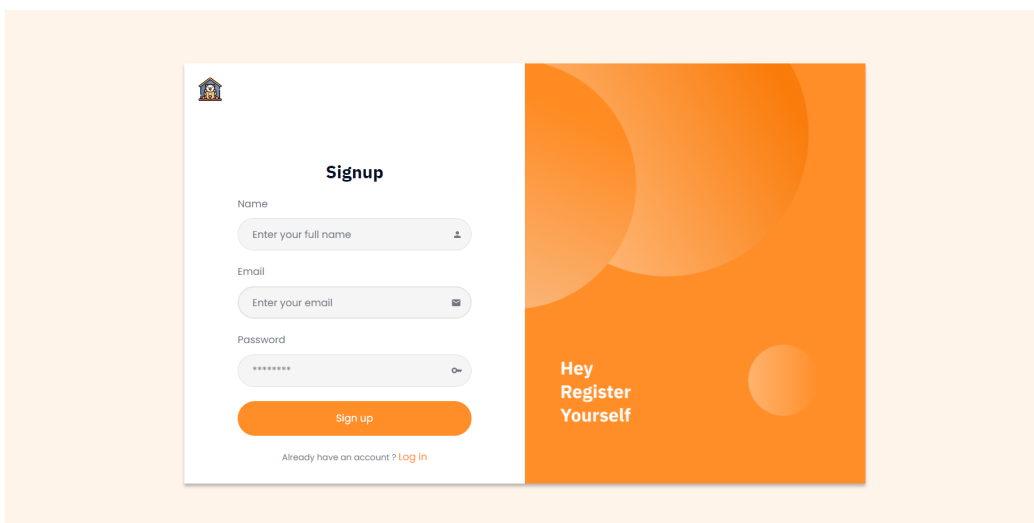 Signup
Name
Enter your full name
Email
Enter your email
Password
********
Sign up
Already have an account ? Log in
Hey
Register
Yourself